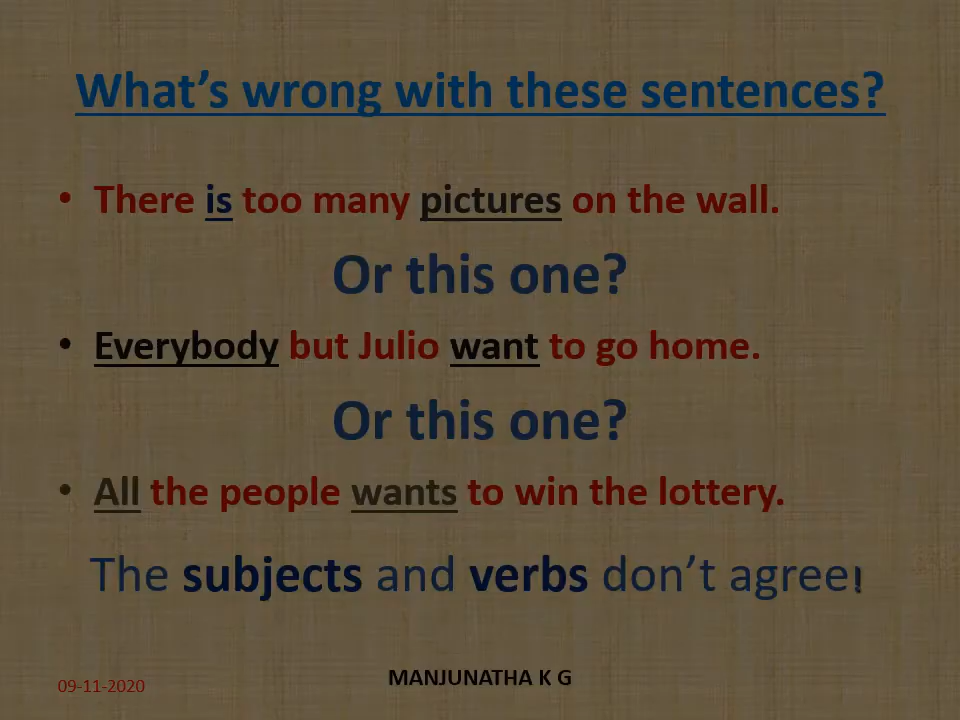 What’s wrong with these sentences?
• There is too many pictures on the wall.
Or this one?
• Everybody but Julio want to go home.
Or this one?
• All the people wants to win the lottery.
The subjects and verbs don’t agree!
09-11-2020
MANJUNATHA K G